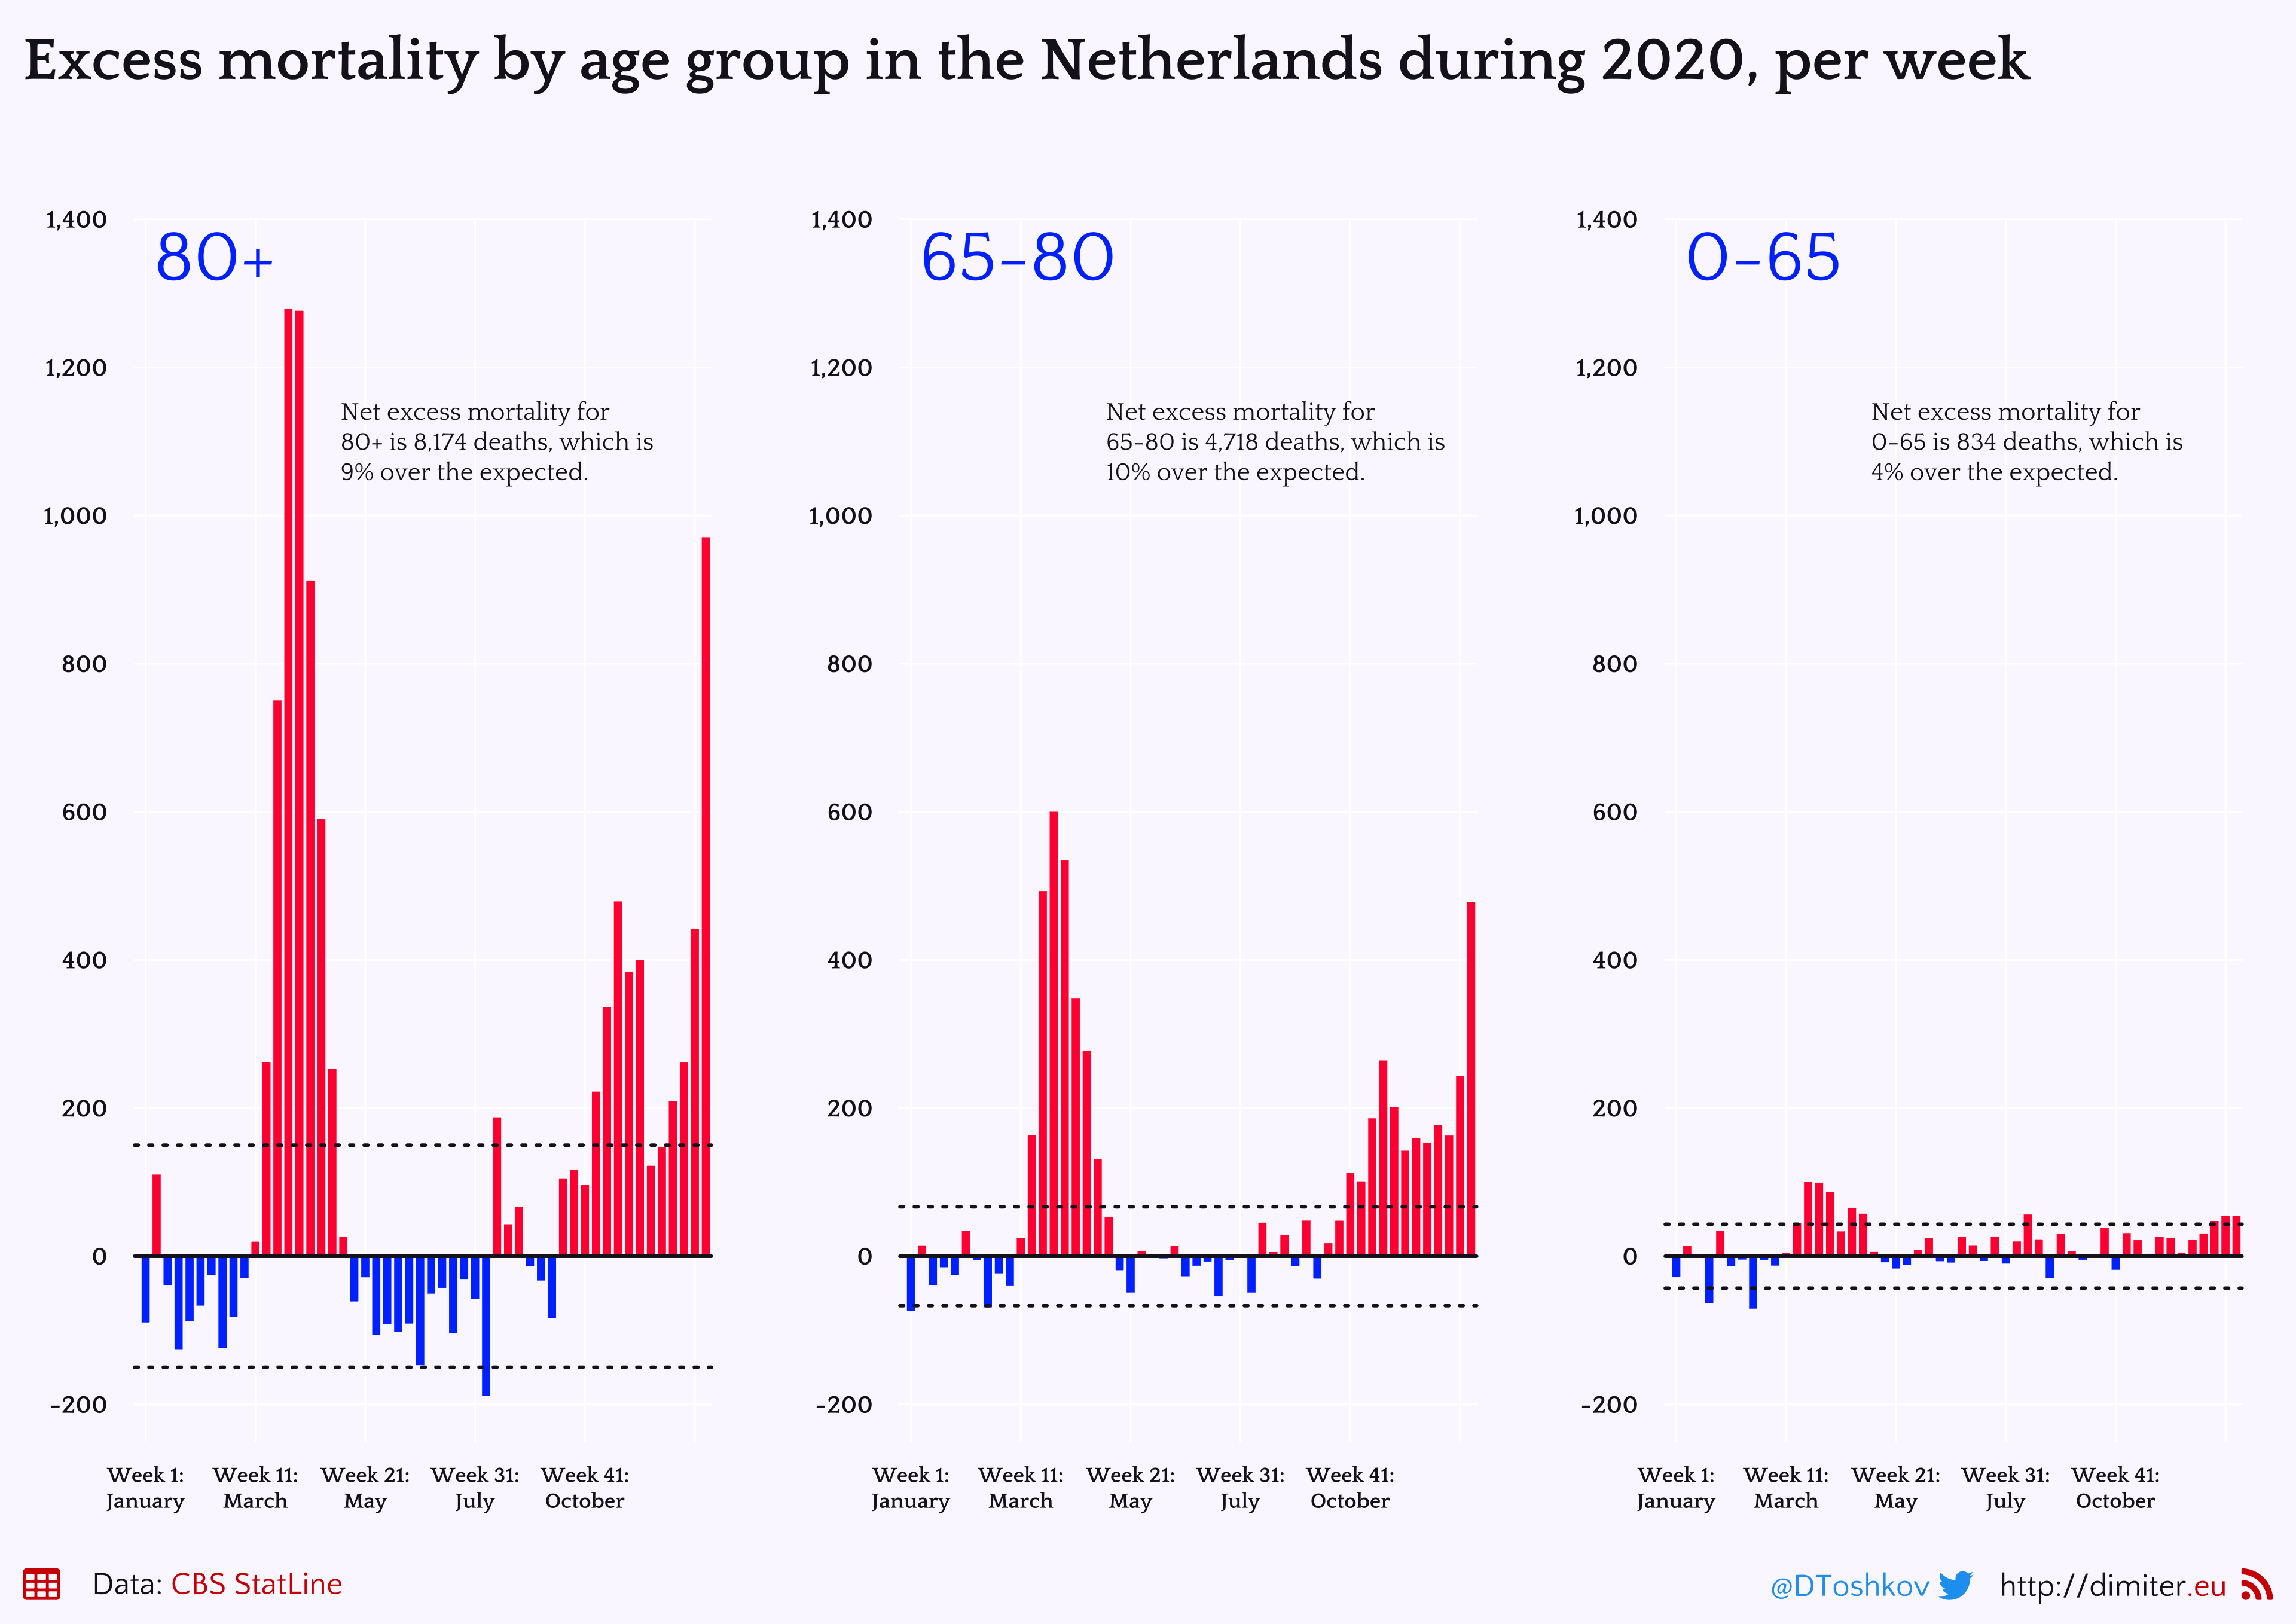 Excess mortality by age group in the Netherlands during 2020, per week
80+
1,400
1,200
1,000
800
600
400
200
0
-200
Net excess mortality for
80+ is 8,174 deaths, which is
9% over the expected.
Week 1: Week 11: Week 21: Week 31: Week 41:
January March May July October
65-80
1,400
1,200
1,000
800
600
400
200
0
-200
Net excess mortality for
65-80 is 4,718 deaths, which is
10% over the expected.
Week 1: Week 11: Week 21: Week 31: Week 41:
January March May July October
0-65
1,400
1,200
1,000
800
600
400
200
0
-200
Net excess mortality for
0-65 is 834 deaths, which is
4% over the expected.
Week 1: Week 11: Week 21: Week 31: Week 41:
January March May July October
Data: CBS StatLine
@DToshkov http://dimiter.eu